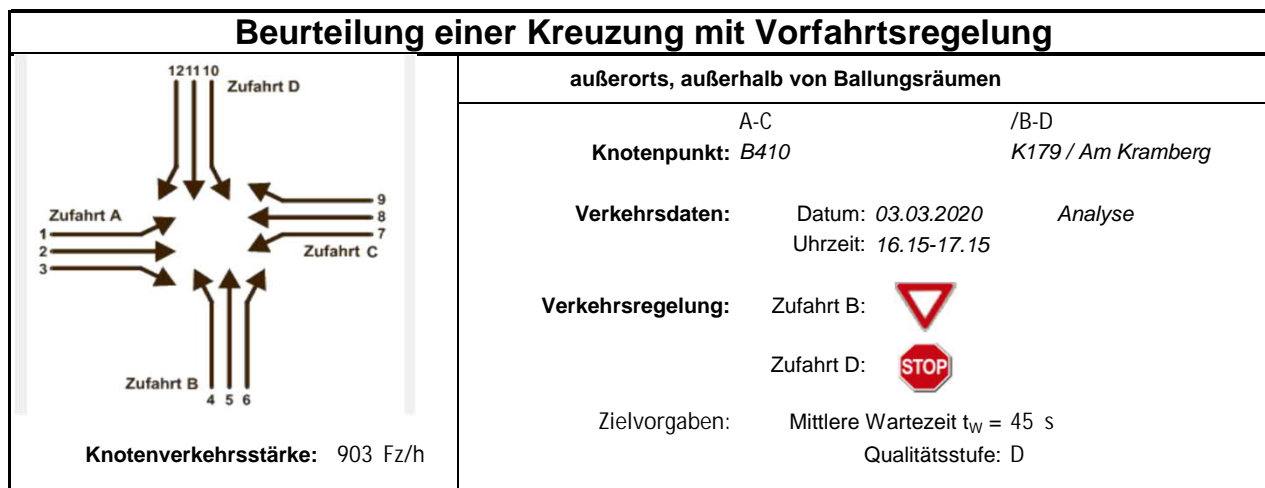 Beurteilung einer Kreuzung mit Vorfahrtsregelung
121110
Zufahrt D
Zufahrt A
1
2
3
9
8
7
Zufahrt C
Zufahrt B
4 5 6
Knotenverkehrsstärke: 903 Fz/h
außerorts, außerhalb von Ballungsräumen
A-C /B-D
Knotenpunkt: B410 K179 / Am Kramberg
Verkehrsdaten: Datum: 03.03.2020 Analyse
Uhrzeit: 16.15-17.15
Verkehrsregelung: Zufahrt B:
Zufahrt D: STOP
Zielvorgaben: Mittlere Wartezeit tW = 45 s
Qualitätsstufe: D